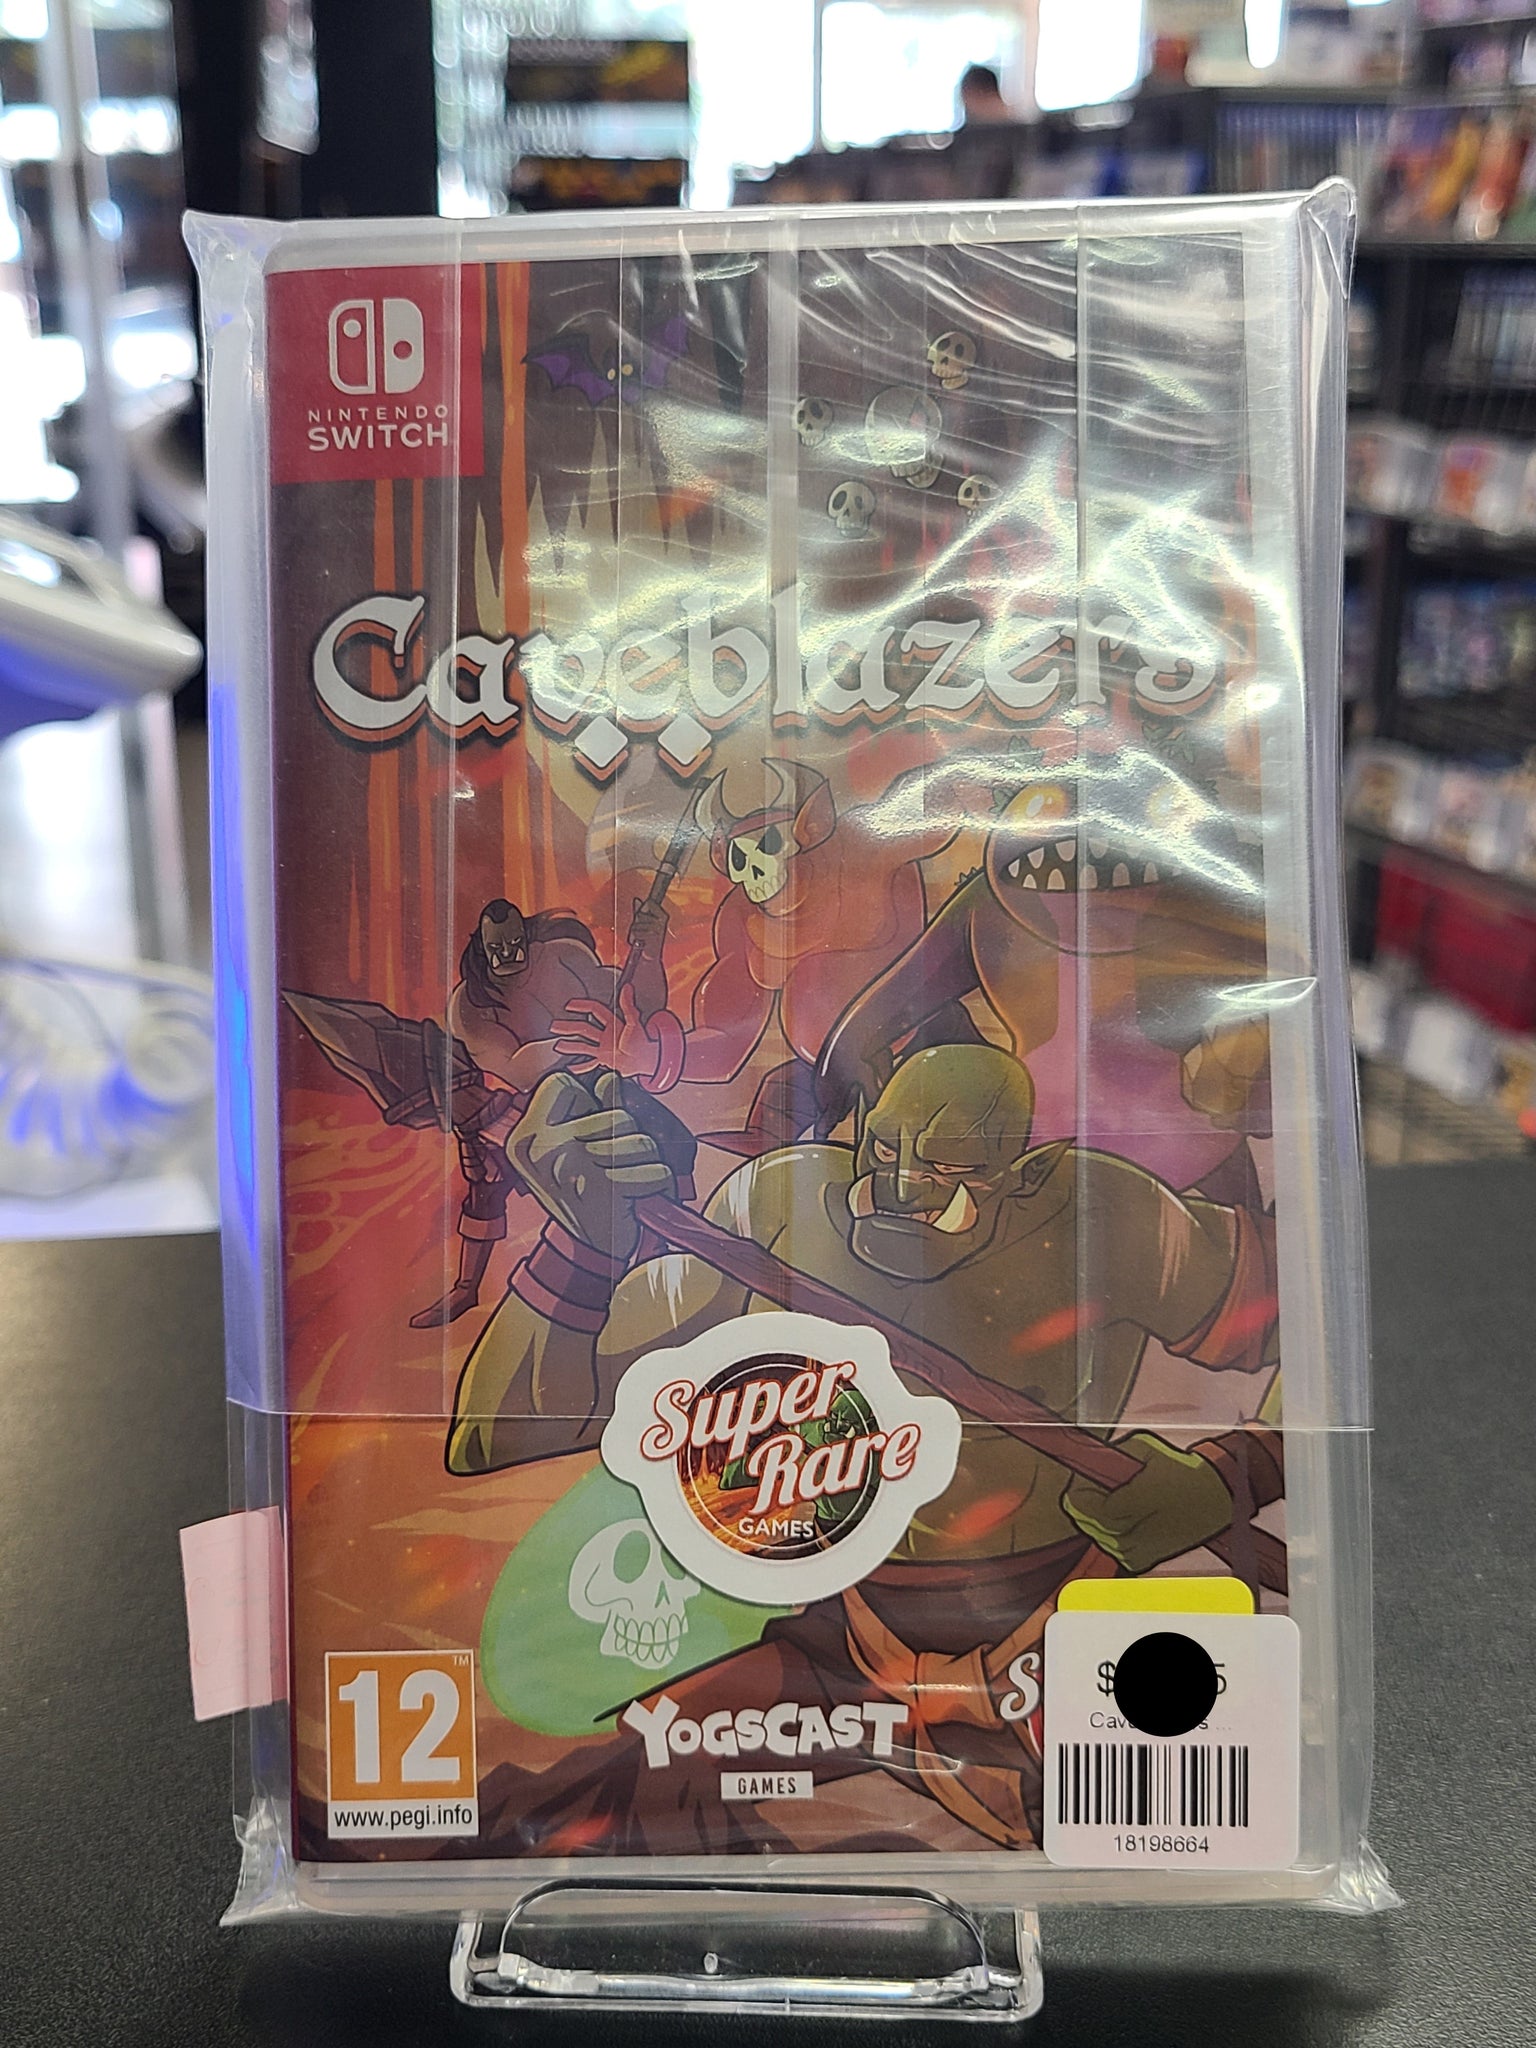 NINTENDO
SWITCH
Caveblazers
Super
Rare
GAMES
12
www.pegi.info
YOGSCAST
GAMES
18198664